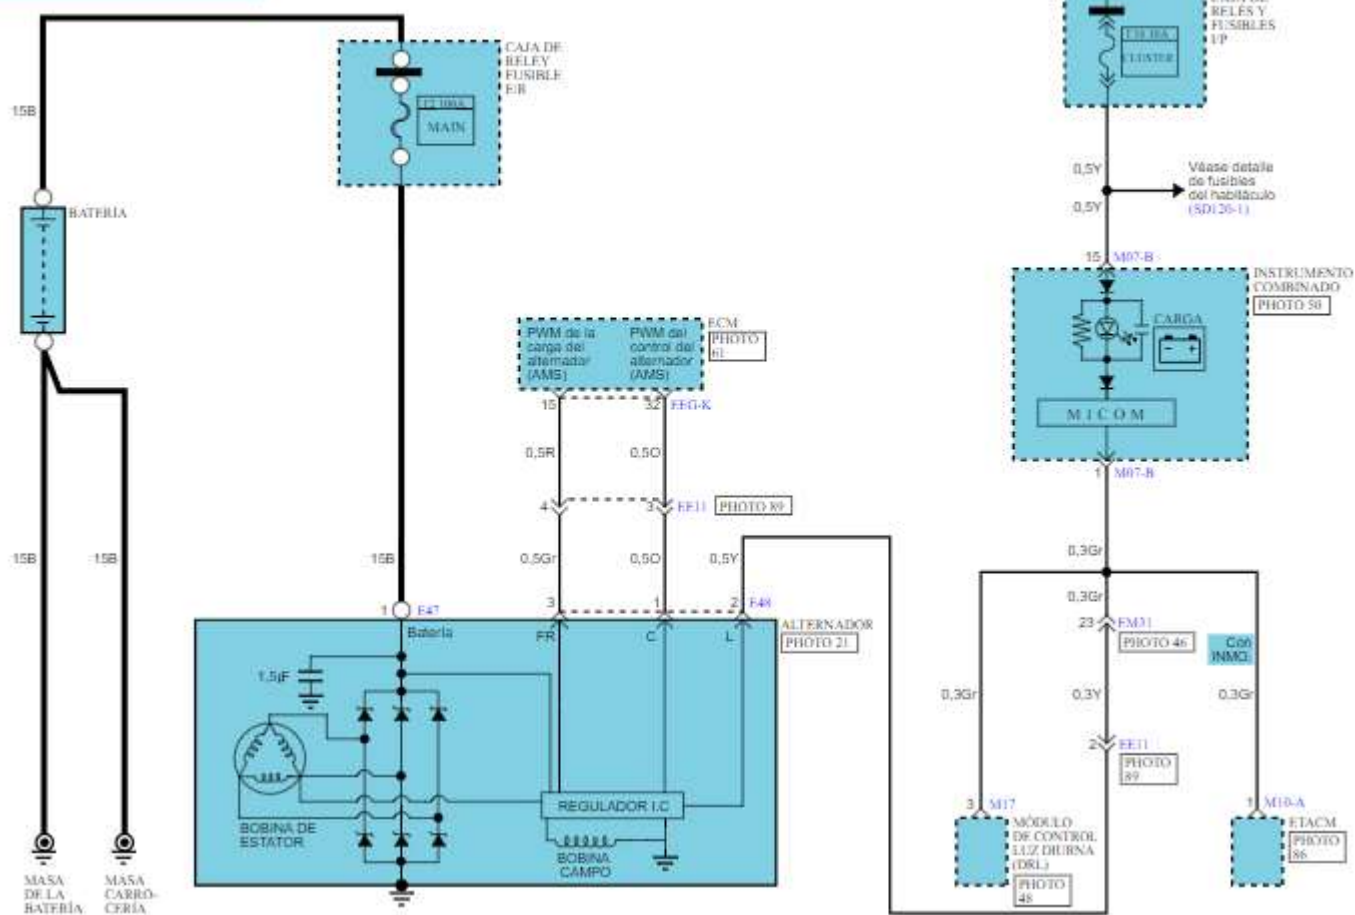 CAJA DE
RELEY
FUSIBLE
E/R
MAIN
15B
BATERÍA
RELÉS Y
FUSIBLES
I/P
CLUSTER
0,5Y
Véase detalle
de fusibles
del habitáculo
(SD120-1)
0,5Y
15
M07-B
INSTRUMENTO
COMBINADO
PHOTO 50
CARGA
MICOM
1
M07-B
PWM de la
carga del
alternador
(AMS)
PWM del
control del
alternador
(AMS)
ECM
PHOTO
61
15
32
EEG-K
0,5R
0,5O
4
3
EE11
PHOTO 89
15B
15B
15B
0,5Gr
0,5O
0,5Y
1
E47
3
1
2
E48
ALTERNADOR
PHOTO 21
Batería
FR
C
L
1,5µF
REGULADOR I.C
BOBINA DE
ESTATOR
BOBINA
CAMPO
MASA
DE LA
BATERÍA
MASA
CARRO-
CERÍA
0,3Gr
0,3Gr
23
EM31
PHOTO 46
Con
INMO.
0,3Gr
0,3Y
0,3Gr
2
EE11
PHOTO
89
3
M17
MÓDULO
DE CONTROL
LUZ DIURNA
(DRL)
PHOTO
48
1
M10-A
ETACM
PHOTO
86